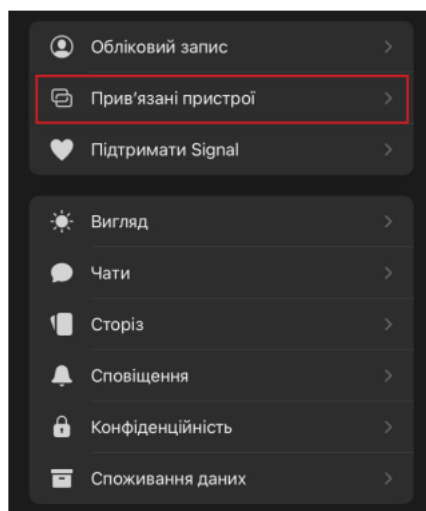 Обліковий запис
Прив’язані пристрої
Підтримати Signal
Вигляд
Чати
Сторіз
Сповіщення
Конфіденційність
Споживання даних